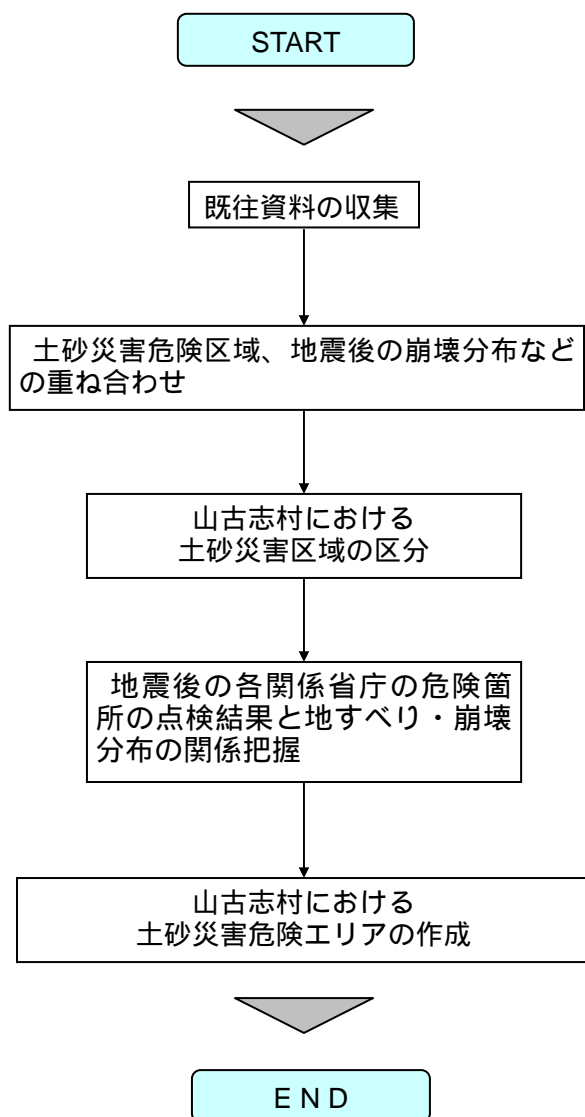 START
既往資料の収集
土砂災害危険区域、地震後の崩壊分布など
の重ね合わせ
山古志村における
土砂災害区域の区分
地震後の各関係省庁の危険箇
所の点検結果と地すべり・崩壊
分布の関係把握
山古志村における
土砂災害危険エリアの作成
E N D